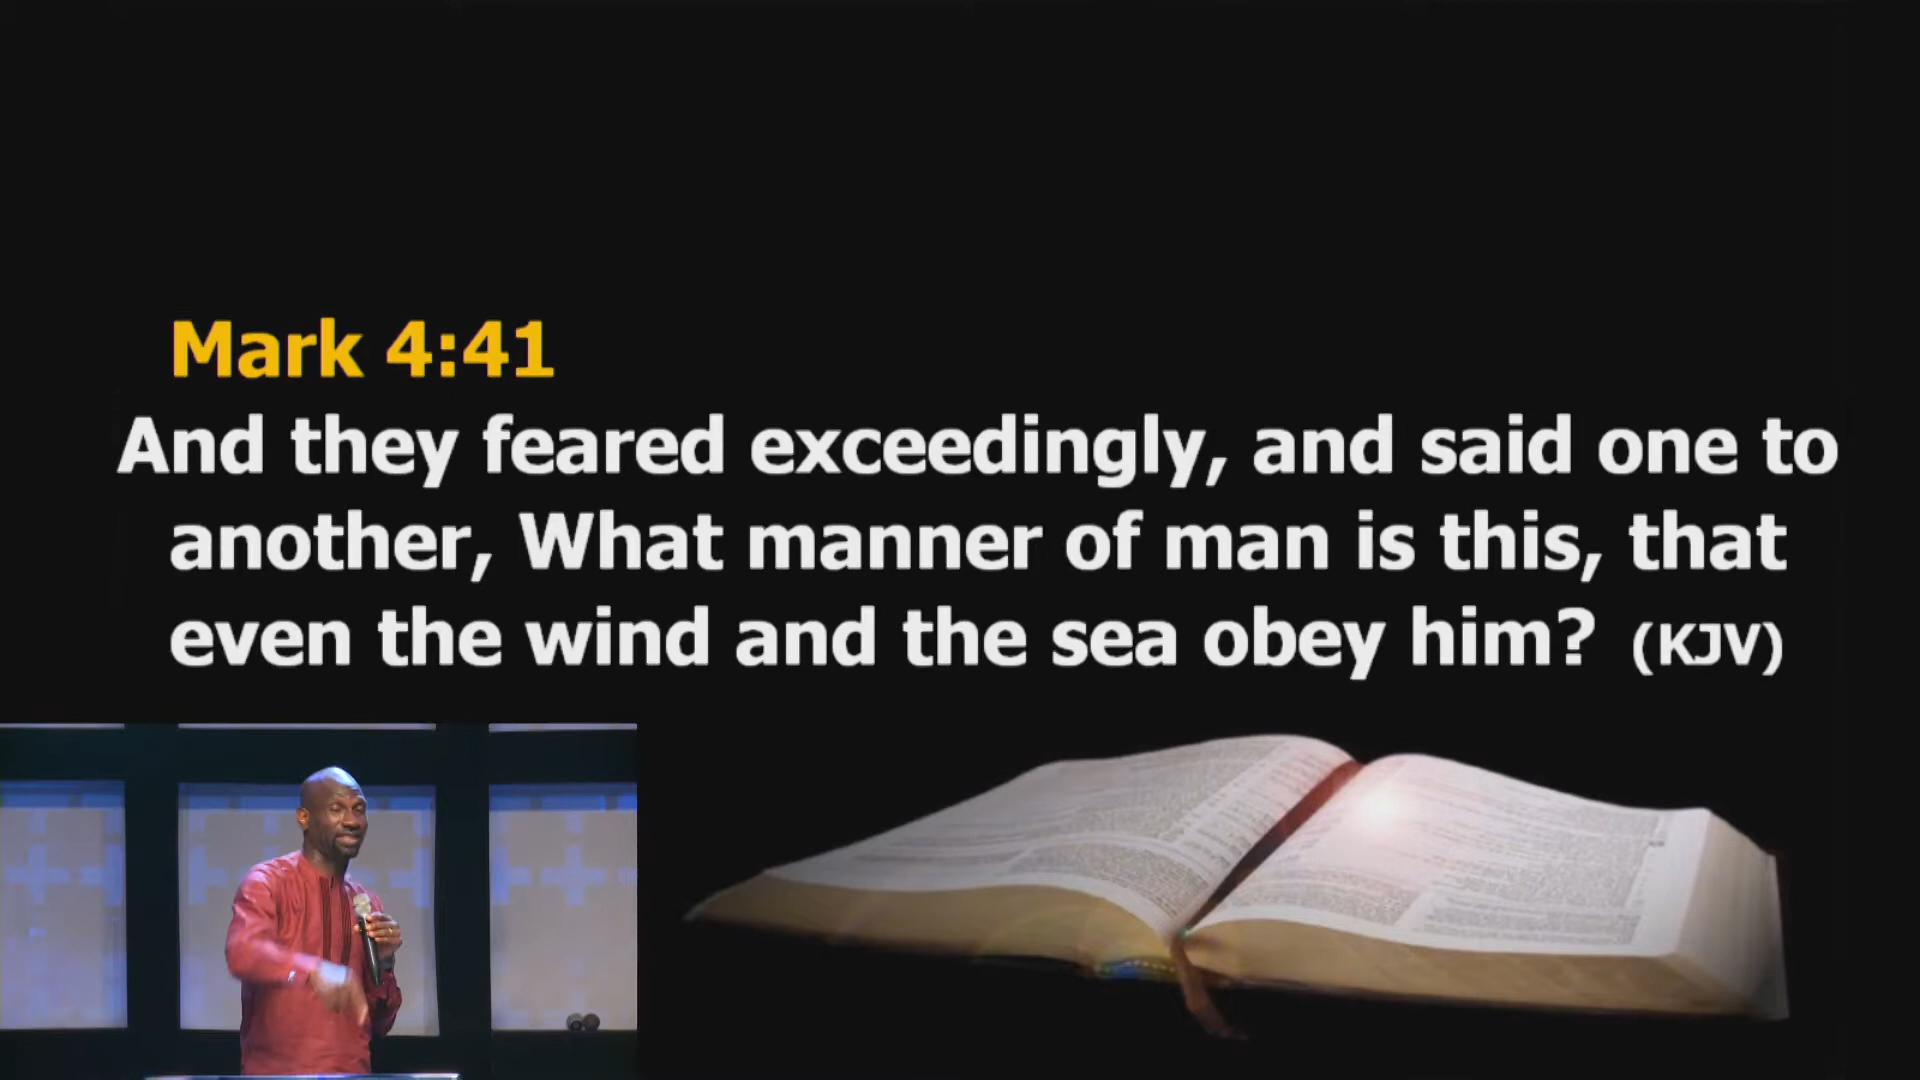 Mark 4:41
And they feared exceedingly, and said one to
another, What manner of man is this, that
even the wind and the sea obey him? (KJV)